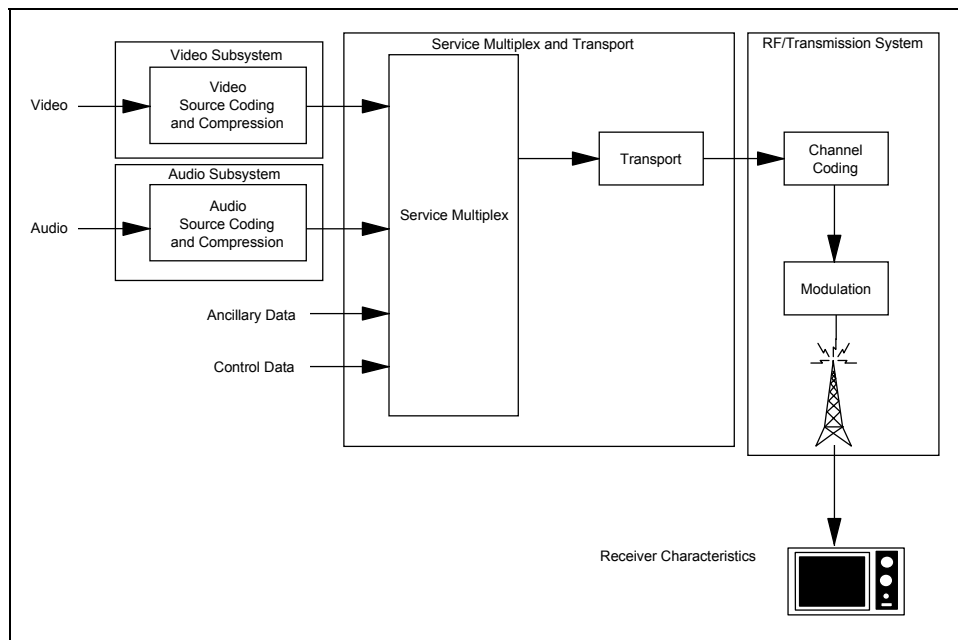 Video Subsystem
Video
Source Coding
and Compression
Video
Audio Subsystem
Audio
Source Coding
and Compression
Audio
Ancillary Data
Control Data
Service Multiplex and Transport
Service Multiplex
Transport
RF/Transmission System
Channel
Coding
Modulation
Receiver Characteristics